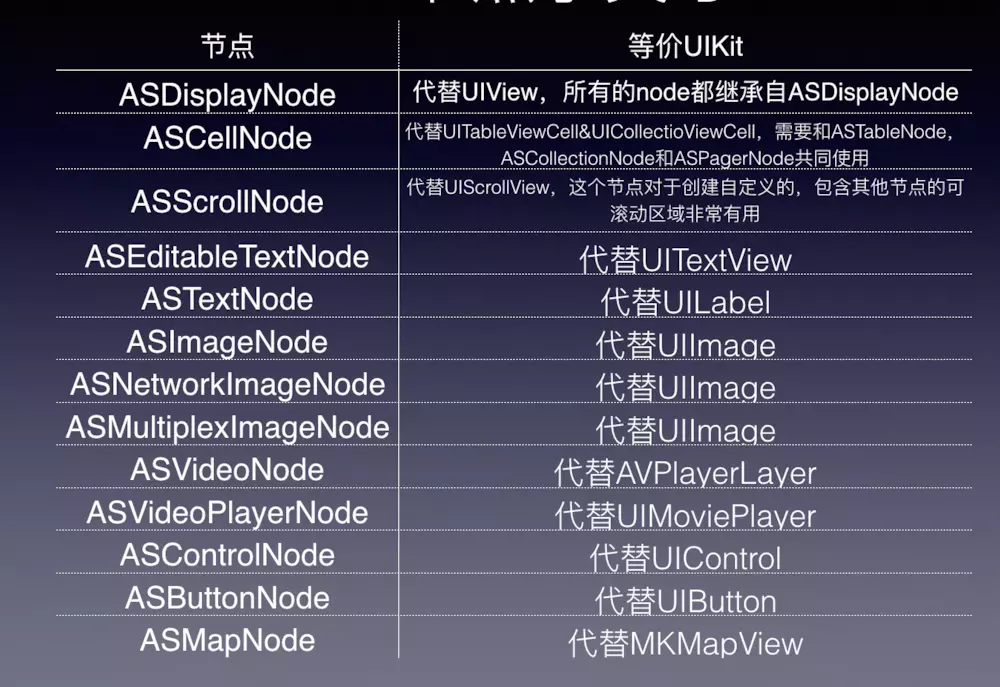 节点 等价UIKit
ASDisplayNode 代替UIView，所有的node都继承自ASDisplayNode
ASCellNode 代替UITableViewCell&UICollectioViewCell，需要和ASTableNode，
ASCollectionNode和ASPagerNode共同使用
ASScrollNode 代替UIScrollView，这个节点对于创建自定义的，包含其他节点的可
滚动区域非常有用
ASEditableTextNode 代替UITextView
ASTextNode 代替UILabel
ASImageNode 代替UIImage
ASNetworkImageNode 代替UIImage
ASMultiplexImageNode 代替UIImage
ASVideoNode 代替AVPlayerLayer
ASVideoPlayerNode 代替UIMoviePlayer
ASControlNode 代替UIControl
ASButtonNode 代替UIButton
ASMapNode 代替MKMapView